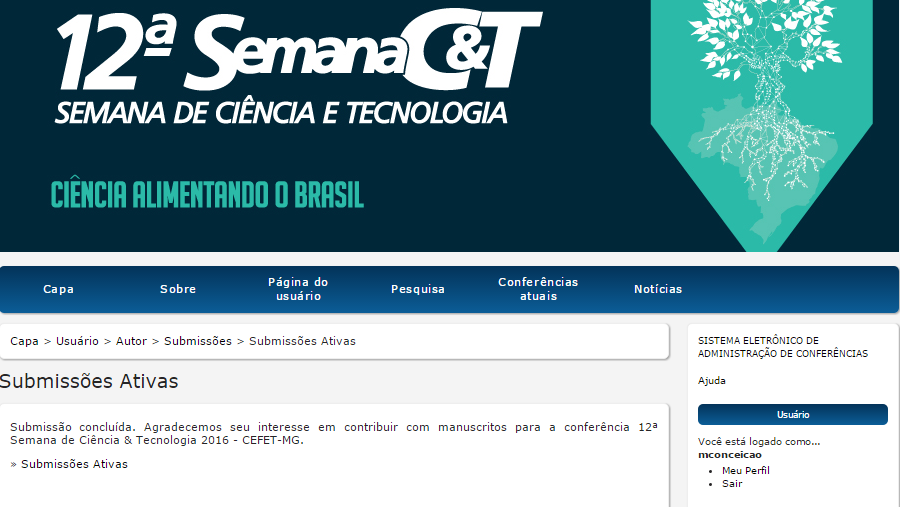 12ª Semana C&T
SEMANA DE CIÊNCIA E TECNOLOGIA
CIÊNCIA ALIMENTANDO O BRASIL
Capa
Sobre
Página do
usuário
Pesquisa
Conferências
atuais
Notícias
Capa > Usuário > Autor > Submissões > Submissões Ativas
Submissões Ativas
Submissão concluída. Agradecemos seu interesse em contribuir com manuscritos para a conferência 12ª
Semana de Ciência & Tecnologia 2016 - CEFET-MG.
» Submissões Ativas
SISTEMA ELETRÔNICO DE
ADMINISTRAÇÃO DE CONFERÊNCIAS
Ajuda
Usuário
Você está logado como...
mconceicao
• Meu Perfil
• Sair